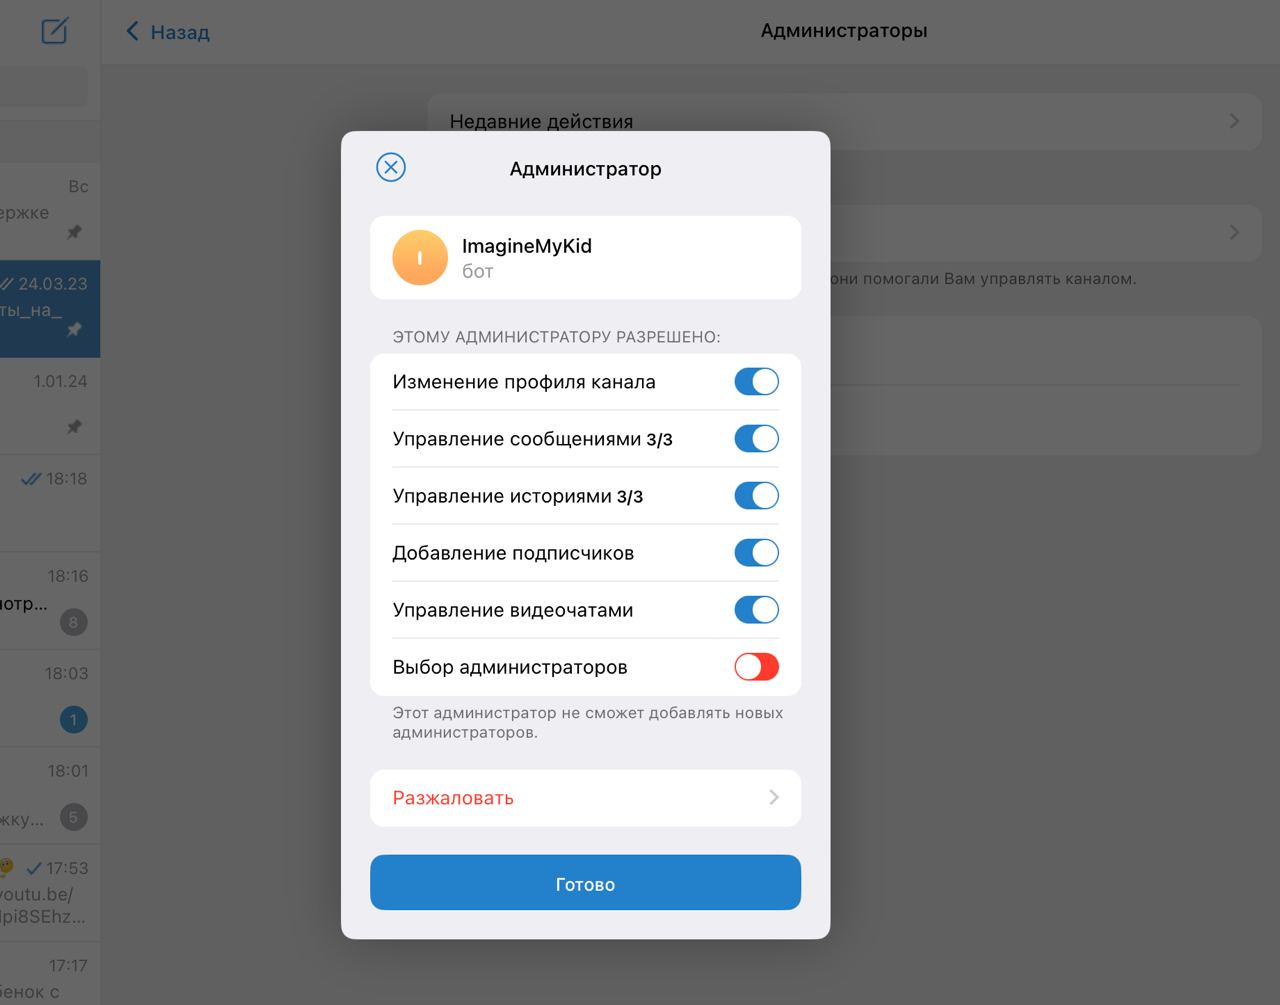 Назад
Администраторы
Недавние действия
Вс
ержке
24.03.23
ты_на_
1.01.24
18:18
18:16
8
18:03
1
18:01
жку...
5
17:53
youtu.be/
17:17
бенок с
они помогали Вам управлять каналом.
Администратор
ImagineMyKid
бот
ЭТОМУ АДМИНИСТРАТОРУ РАЗРЕШЕНО:
Изменение профиля канала
Управление сообщениями 3/3
Управление историями 3/3
Добавление подписчиков
Управление видеочатами
Выбор администраторов
Этот администратор не сможет добавлять новых
администраторов.
Разжаловать
Готово